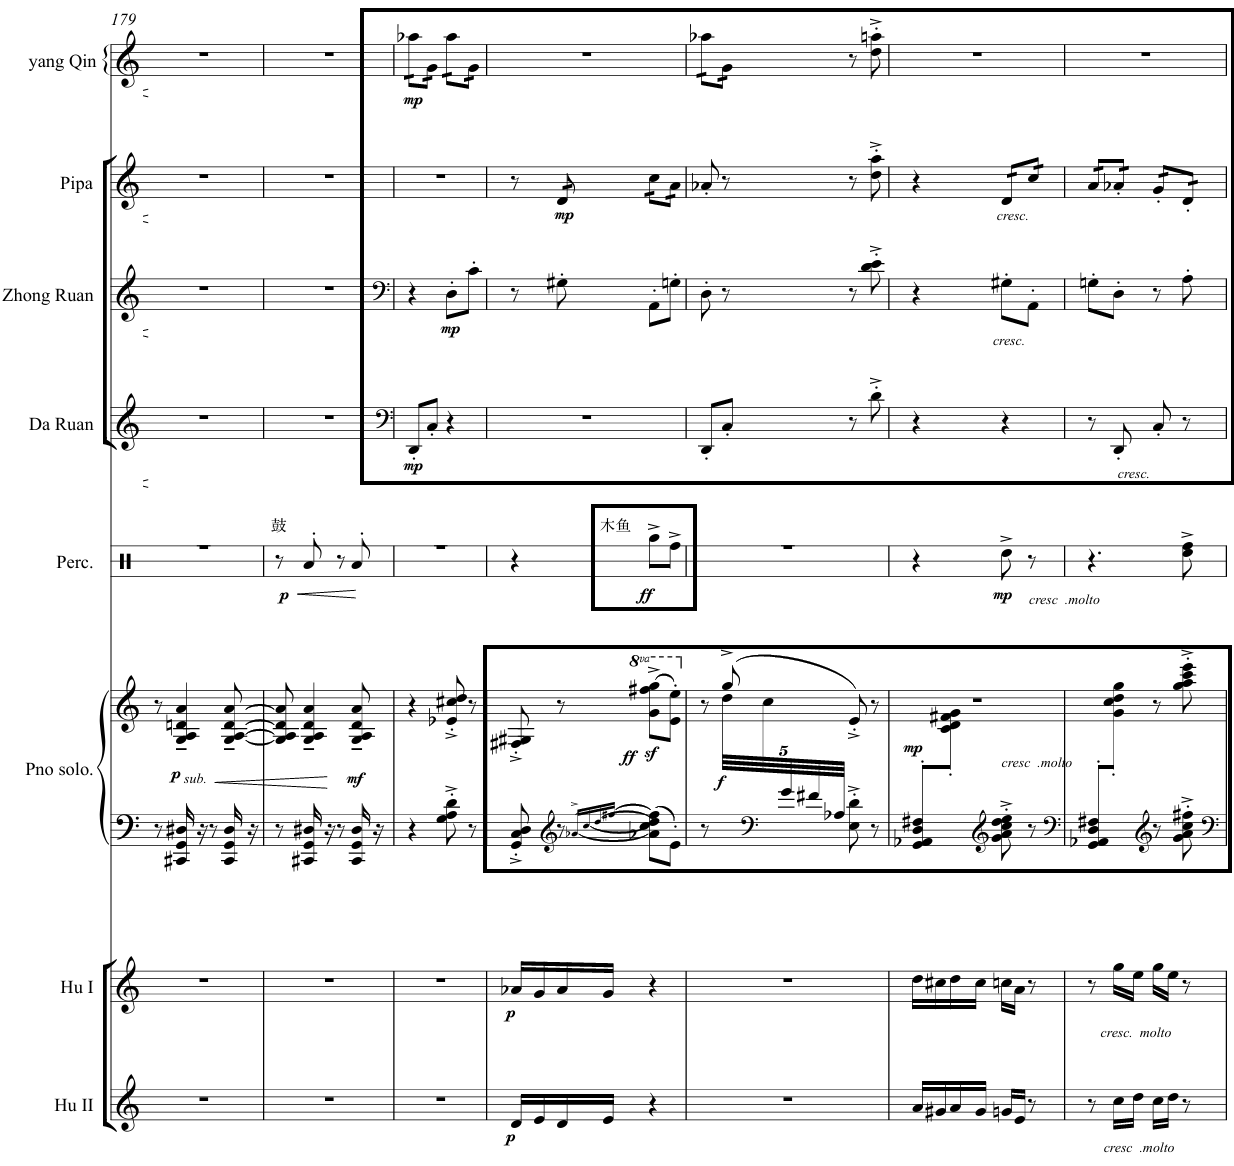 179
yang Qin
mp
Pipa
mp
cresc.
Zhong Ruan
mp
cresc.
Da Ruan
mp
cresc.
鼓
木鱼
Perc.
p
ff
mp
cresc .molto
8va
Pno solo.
p sub.
mf
ff
sf
f
5
mp
cresc .molto
Hu I
p
cresc. molto
Hu II
p
cresc .molto